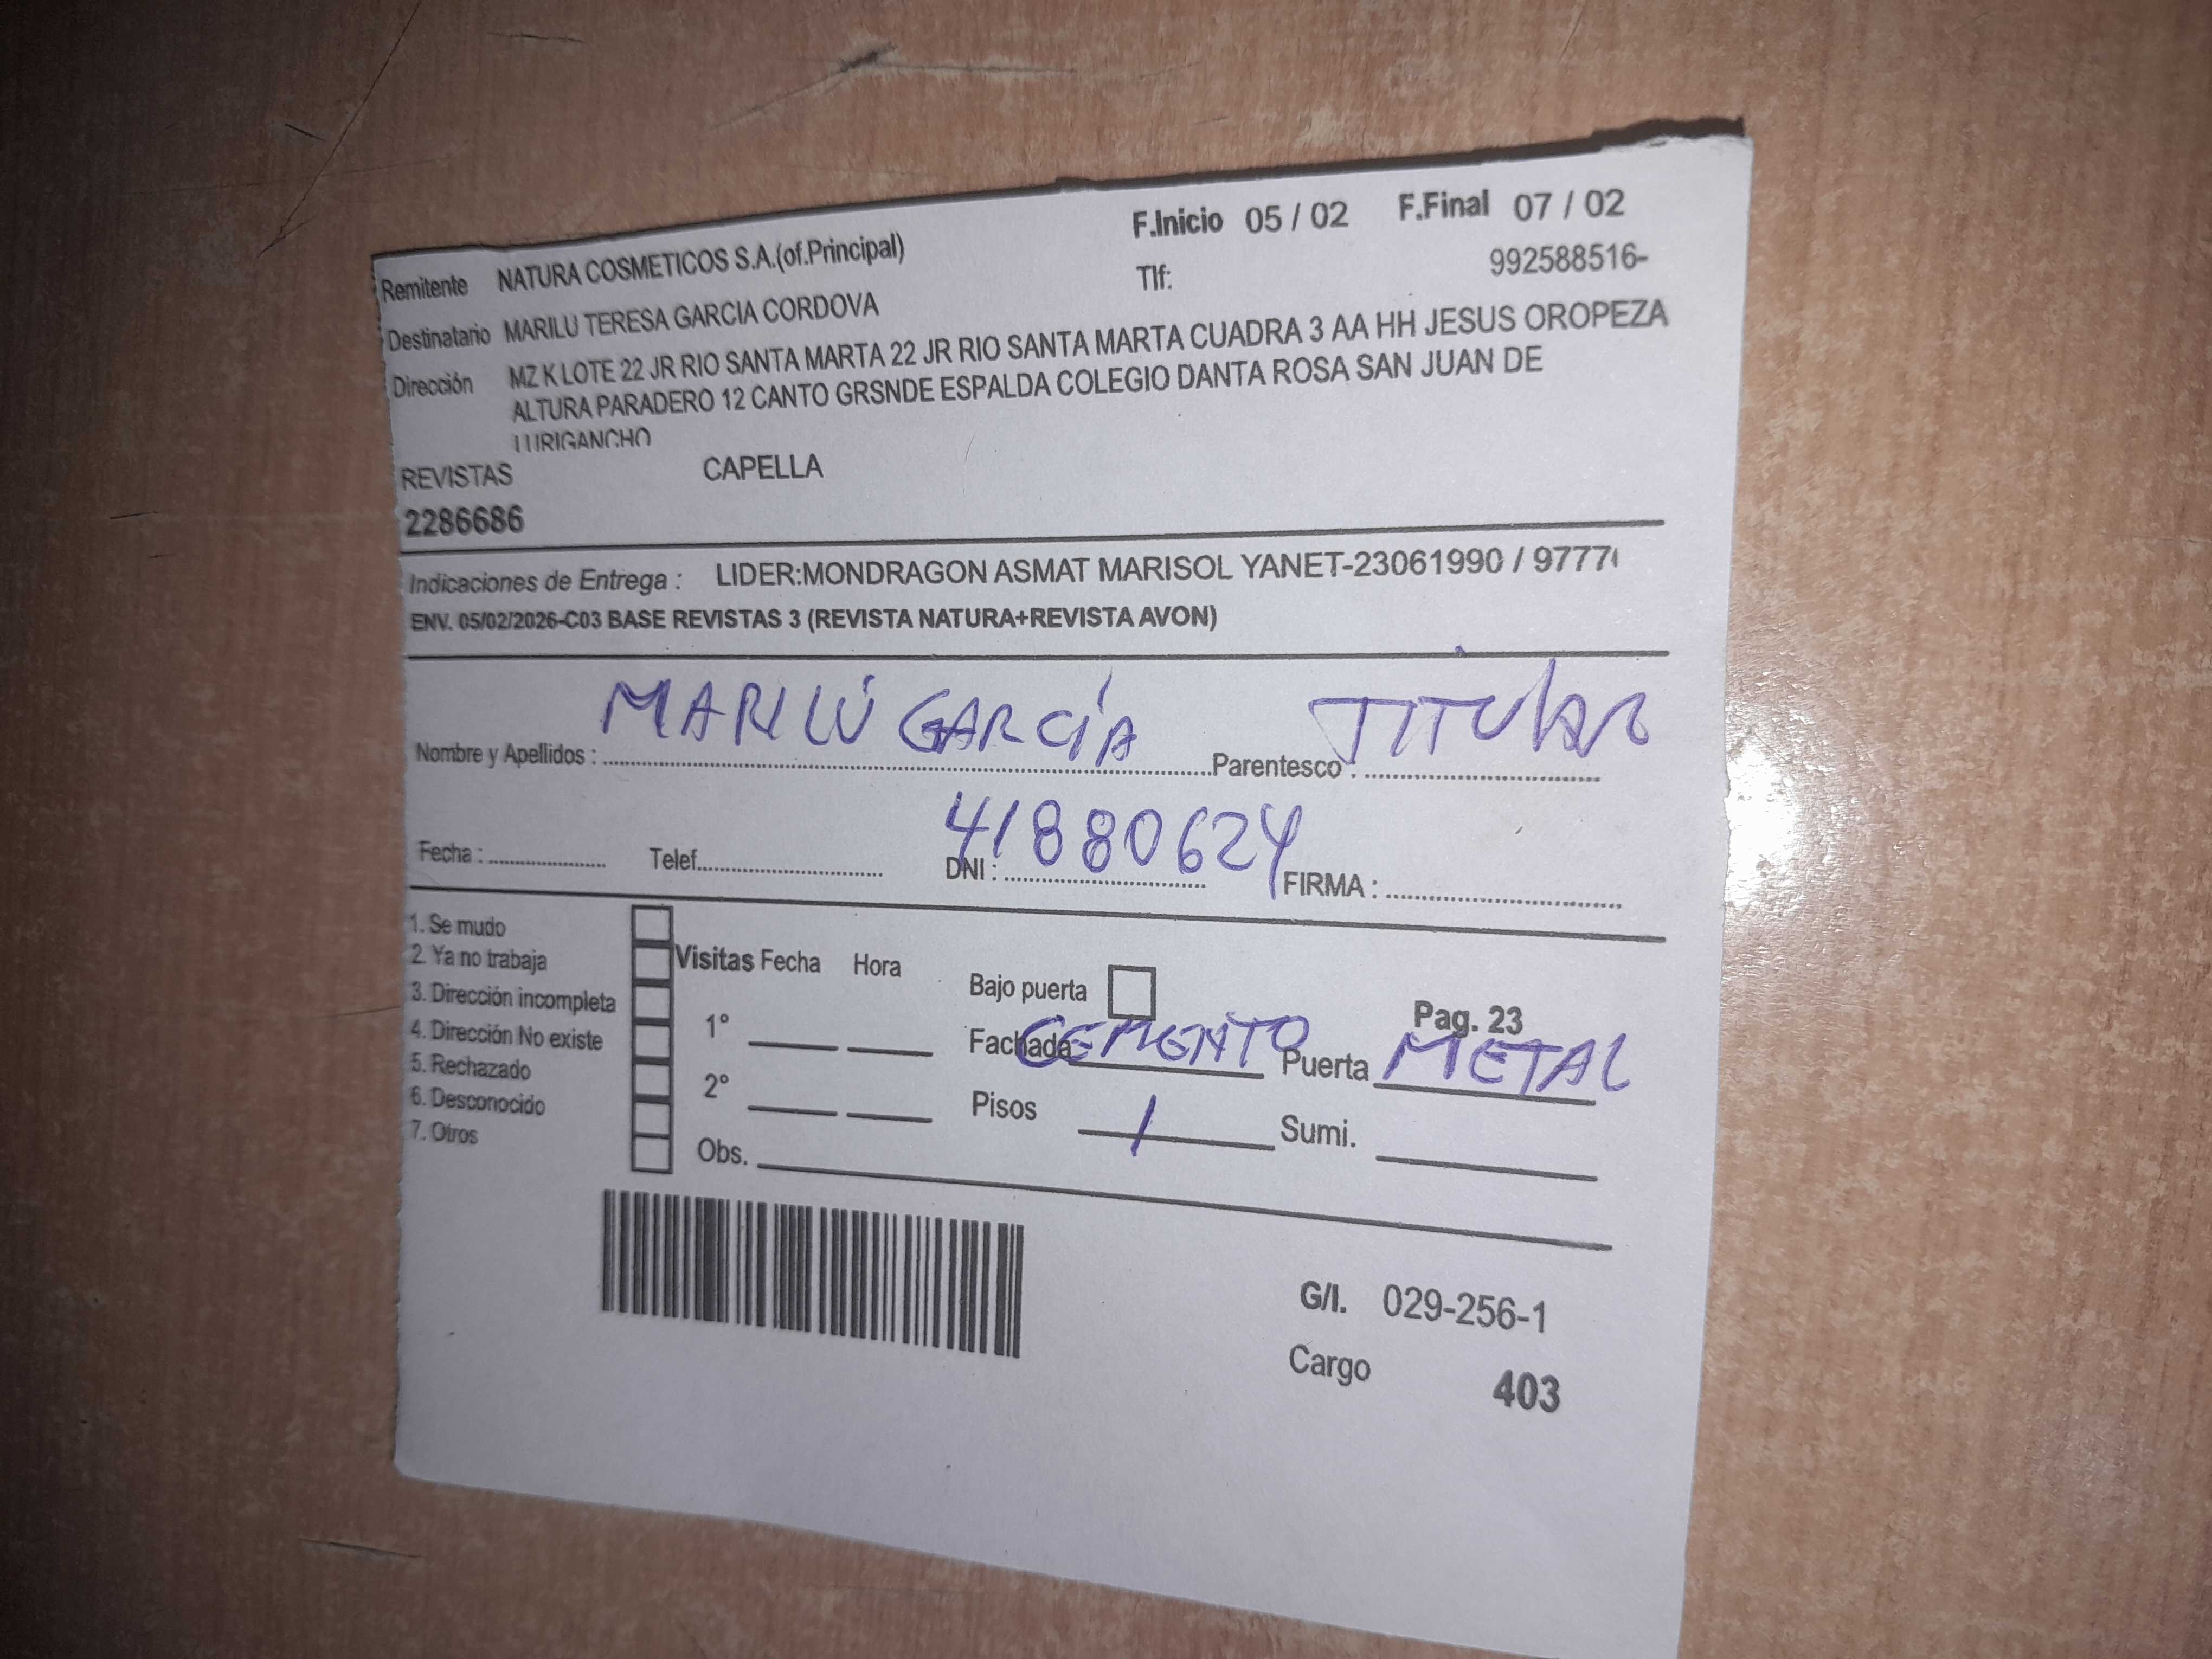 F.Inicio 05 / 02 F.Final 07 / 02
Remitente NATURA COSMETICOS S.A.(of.Principal) Tlf: 992588516-
Destinatario MARILU TERESA GARCIA CORDOVA
Dirección MZ K LOTE 22 JR RIO SANTA MARTA 22 JR RIO SANTA MARTA CUADRA 3 AA HH JESUS OROPEZA
ALTURA PARADERO 12 CANTO GRSNDE ESPALDA COLEGIO DANTA ROSA SAN JUAN DE
LURIGANCHO
REVISTAS CAPELLA
2286686
Indicaciones de Entrega : LIDER:MONDRAGON ASMAT MARISOL YANET-23061990 / 9777
ENV. 05/02/2026-C03 BASE REVISTAS 3 (REVISTA NATURA+REVISTA AVON)
Nombre y Apellidos : MARILÚ GARCÍA Parentesco : TITULAR
Fecha : Telef. DNI : 41880624 FIRMA :
1. Se mudo
2. Ya no trabaja
3. Dirección incompleta
4. Dirección No existe
5. Rechazado
6. Desconocido
7. Otros
Visitas Fecha Hora
1°
2°
Obs.
Bajo puerta
Pag. 23
Fachada CEMENTO Puerta METAL
Pisos 1 Sumi.
G/I. 029-256-1
Cargo 403